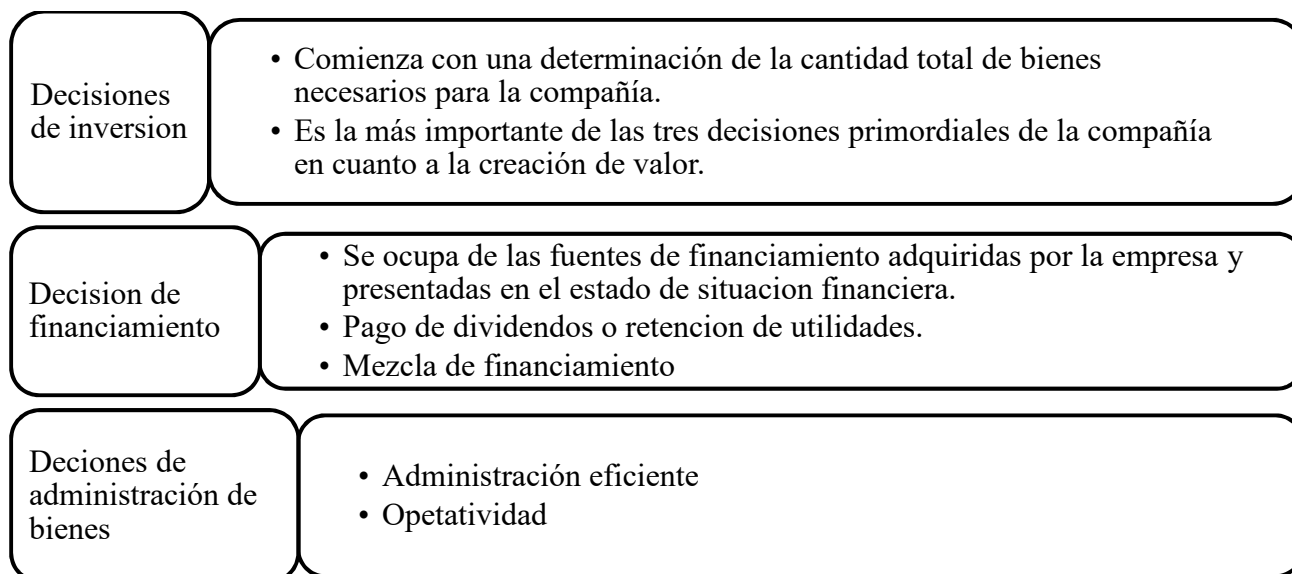 Decisiones
de inversion
• Comienza con una determinación de la cantidad total de bienes
necesarios para la compañía.
• Es la más importante de las tres decisiones primordiales de la compañía
en cuanto a la creación de valor.
Decision de
financiamiento
• Se ocupa de las fuentes de financiamiento adquiridas por la empresa y
presentadas en el estado de situacion financiera.
• Pago de dividendos o retencion de utilidades.
• Mezcla de financiamiento
Deciones de
administración de
bienes
• Administración eficiente
• Opetatividad